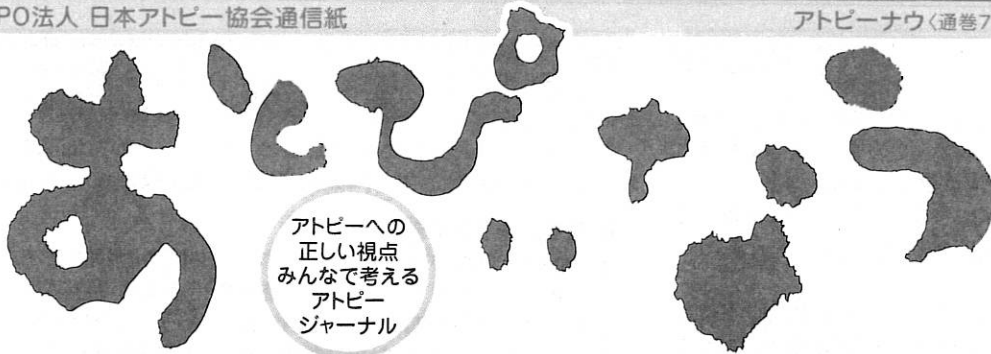 PO法人 日本アトピー協会通信紙
アトピーナウ〈通巻7
あとぴいなう
アトピーへの
正しい視点
みんなで考える
アトピー
ジャーナル